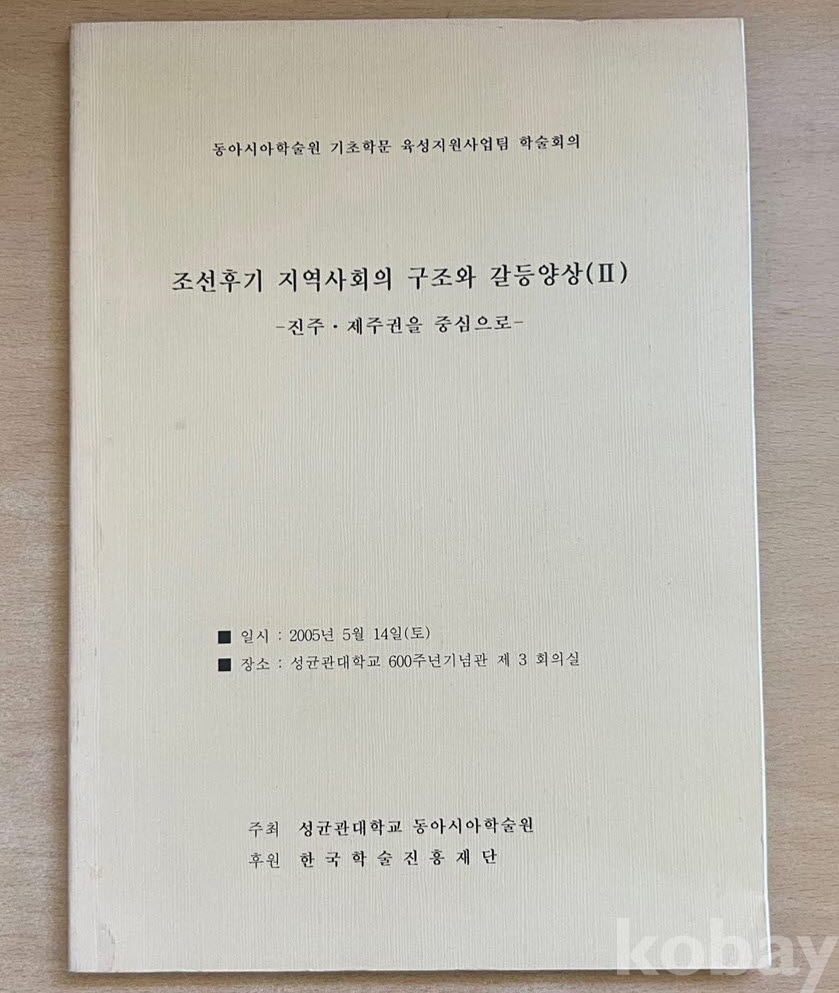 동아시아학술원 기초학문 육성지원사업팀 학술회의
조선후기 지역사회의 구조와 갈등양상(Ⅱ)
-진주·제주권을 중심으로-
■ 일시 : 2005년 5월 14일(토)
■ 장소 : 성균관대학교 600주년기념관 제 3 회의실
주최 성균관대학교 동아시아학술원
후원 한국학술진흥재단
kobay